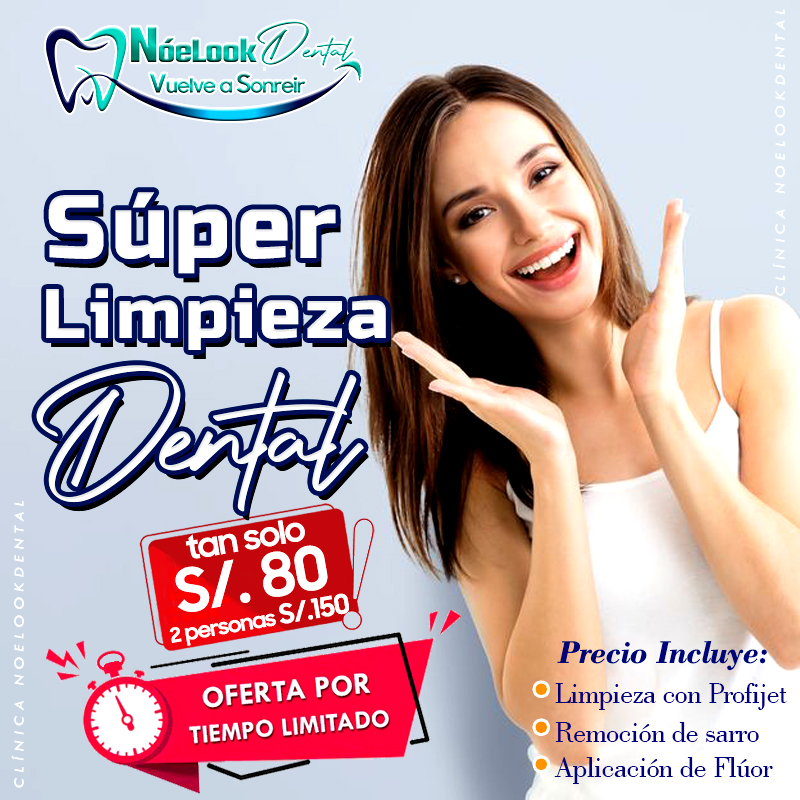 NóeLook Dental
Vuelve a Sonreir
CLÍNICA NOELOOKDENTAL
Súper
Limpieza
Dental
tan solo
S/. 80
2 personas S/.150
!
OFERTA POR
TIEMPO LIMITADO
Precio Incluye:
Limpieza con Profijet
Remoción de sarro
Aplicación de Flúor
CLÍNICA NOELOOKDENTAL